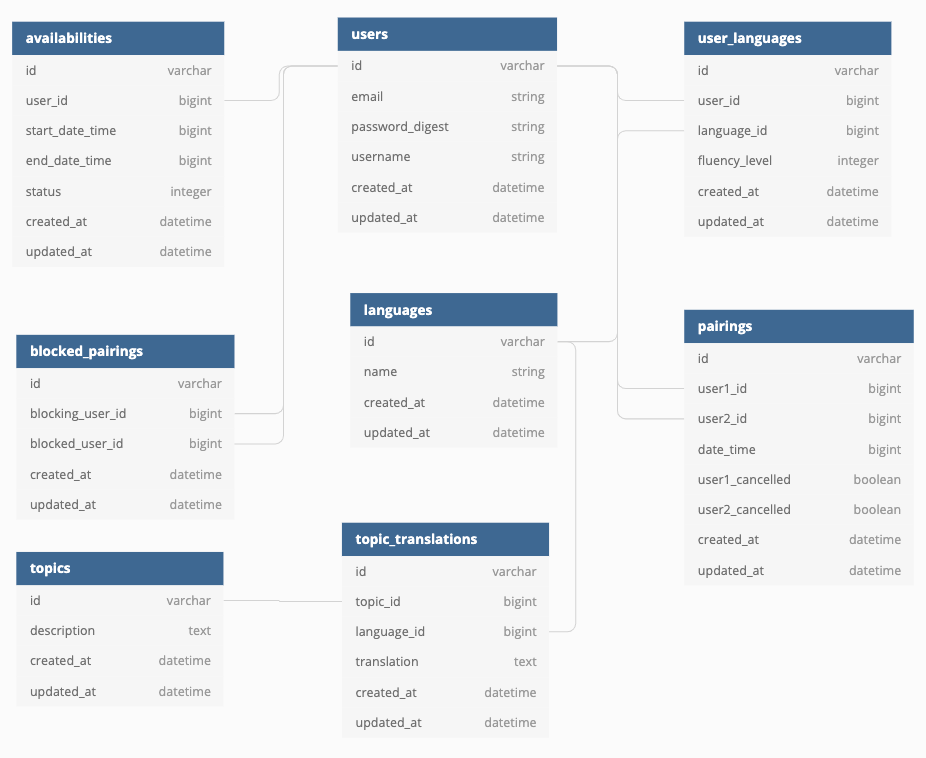 availabilities
id varchar
user_id bigint
start_date_time bigint
end_date_time bigint
status integer
created_at datetime
updated_at datetime
users
id varchar
email string
password_digest string
username string
created_at datetime
updated_at datetime
user_languages
id varchar
user_id bigint
language_id bigint
fluency_level integer
created_at datetime
updated_at datetime
blocked_pairings
id varchar
blocking_user_id bigint
blocked_user_id bigint
created_at datetime
updated_at datetime
languages
id varchar
name string
created_at datetime
updated_at datetime
pairings
id varchar
user1_id bigint
user2_id bigint
date_time bigint
user1_cancelled boolean
user2_cancelled boolean
created_at datetime
updated_at datetime
topics
id varchar
description text
created_at datetime
updated_at datetime
topic_translations
id varchar
topic_id bigint
language_id bigint
translation text
created_at datetime
updated_at datetime